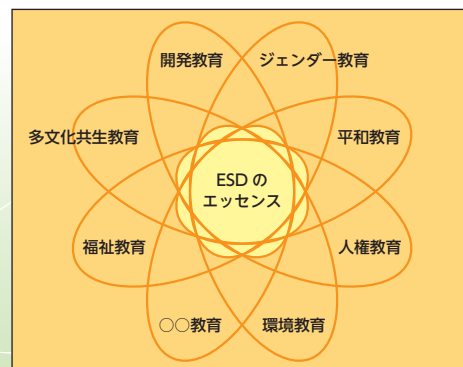 開発教育
ジェンダー教育
多文化共生教育
平和教育
ESD の
エッセンス
福祉教育
人権教育
○○教育
環境教育